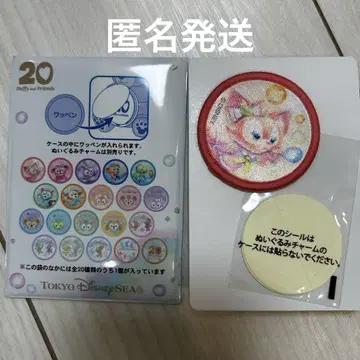 匿名発送
20
Duffy and Friends
ワッペン
ケースの中にワッペンが入れられます。
ぬいぐるみチャームは別売りです。
※この袋のなかには全20種類のうち1個が入っています
TOKYO DISNEY SEA
このシールは
ぬいぐるみチャームの
ケースには貼らないでください。